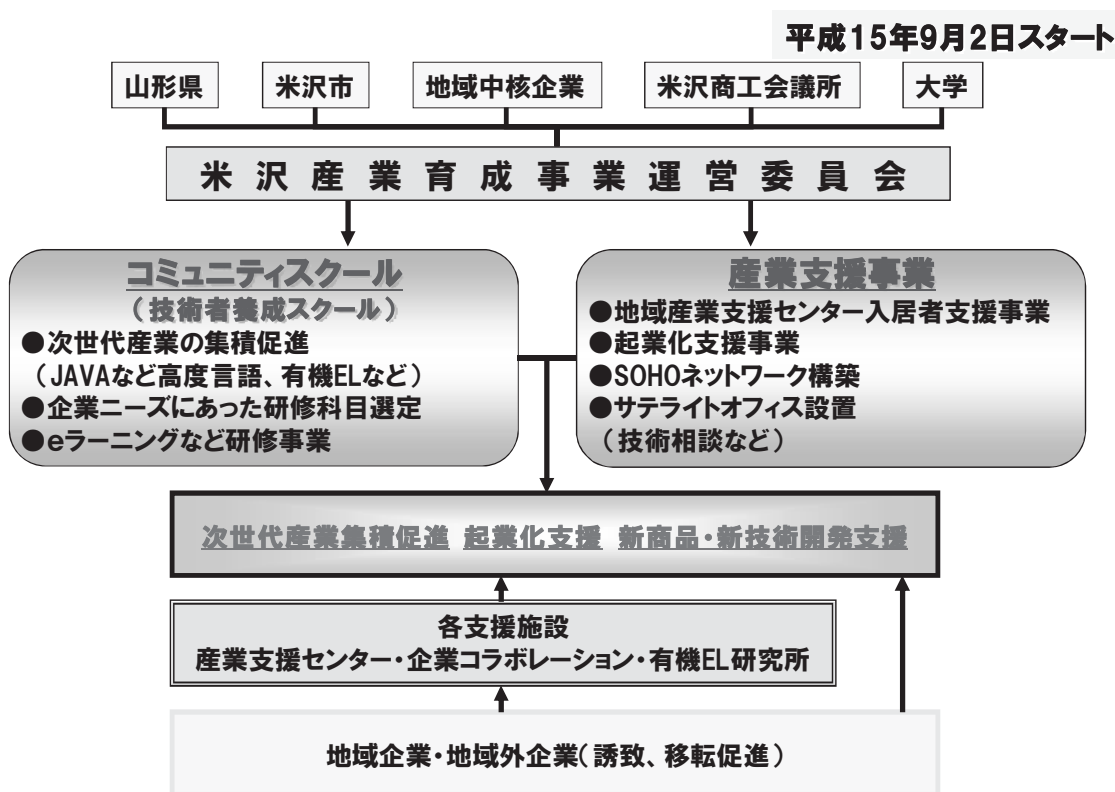 平成15年9月2日スタート
山形県
米沢市
地域中核企業
米沢商工会議所
大学
米沢産業育成事業運営委員会
コミュニティスクール
（技術者養成スクール）
●次世代産業の集積促進
（JAVAなど高度言語、有機ELなど）
●企業ニーズにあった研修科目選定
●eラーニングなど研修事業
産業支援事業
●地域産業支援センター入居者支援事業
●起業化支援事業
●SOHOネットワーク構築
●サテライトオフィス設置
（技術相談など）
次世代産業集積促進 起業化支援 新商品・新技術開発支援
各支援施設
産業支援センター・企業コラボレーション・有機EL研究所
地域企業・地域外企業（誘致、移転促進）